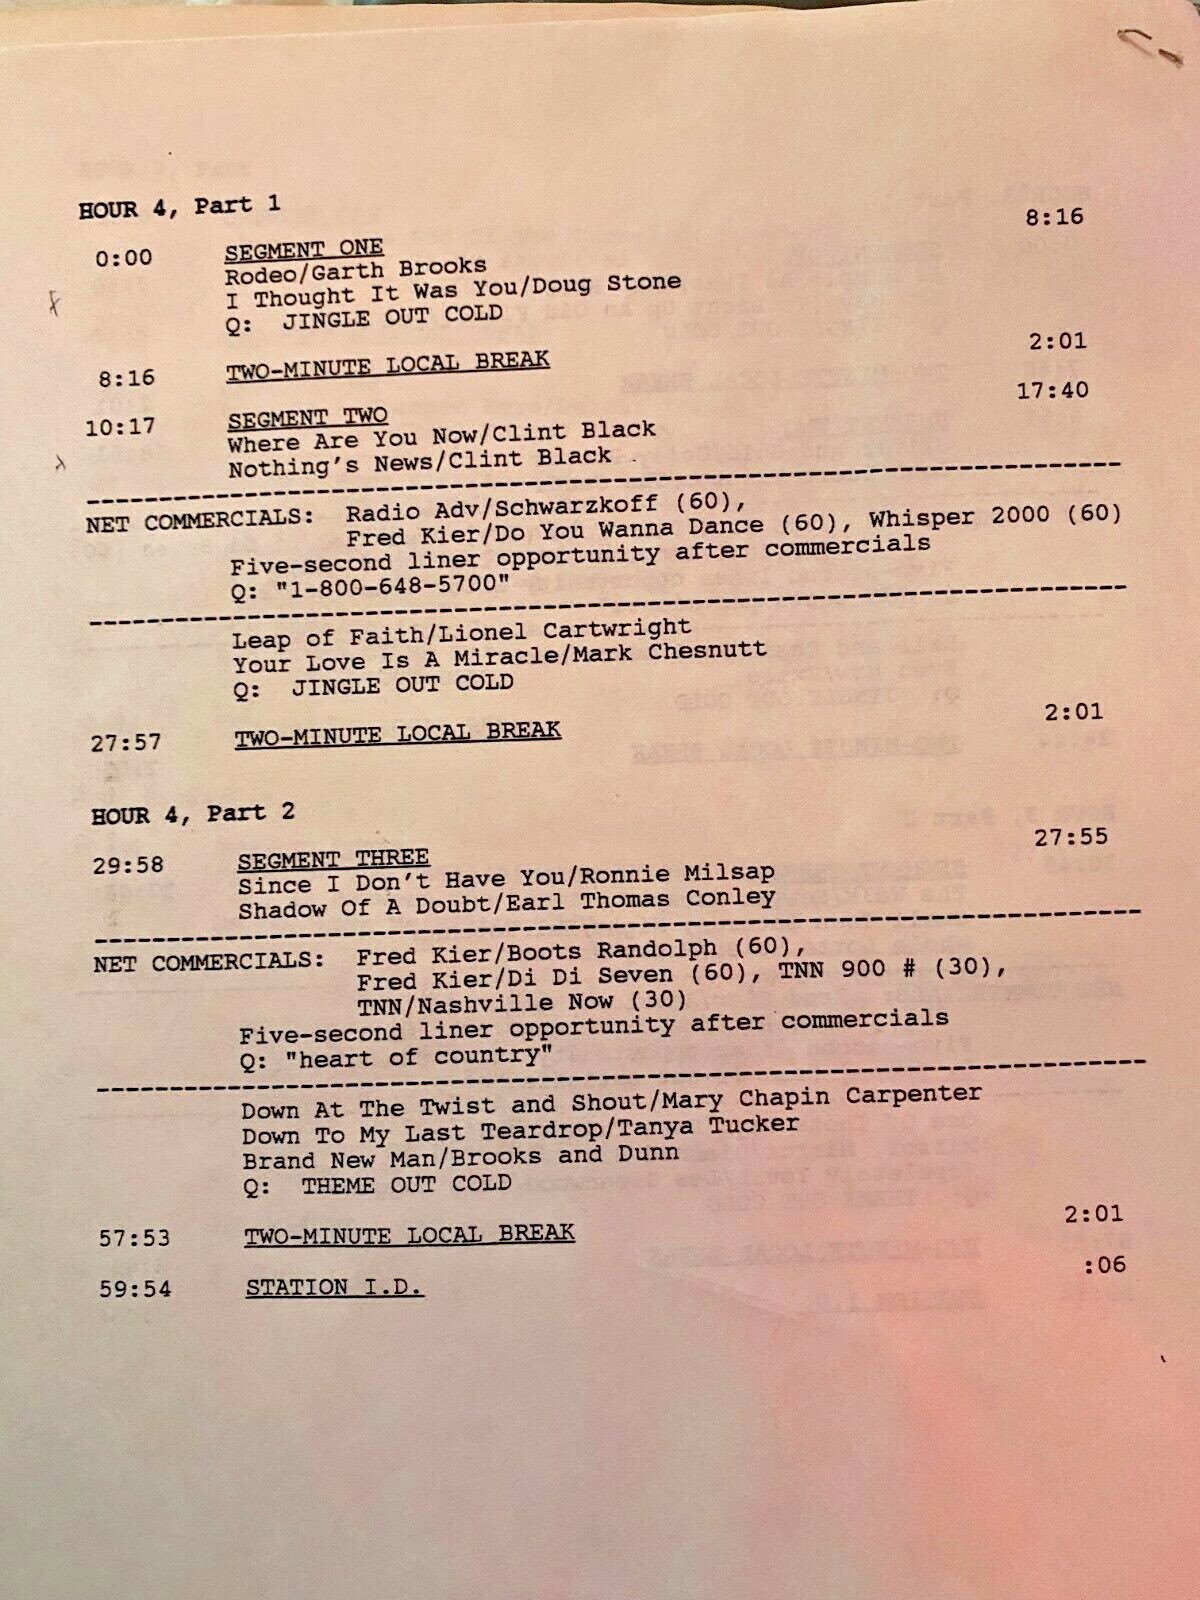 HOUR 4, Part 1
8:16
0:00 SEGMENT ONE
Rodeo/Garth Brooks
I Thought It Was You/Doug Stone
Q: JINGLE OUT COLD
2:01
8:16 TWO-MINUTE LOCAL BREAK
17:40
10:17 SEGMENT TWO
Where Are You Now/Clint Black
Nothing's News/Clint Black
NET COMMERCIALS: Radio Adv/Schwarzkoff (60),
Fred Kier/Do You Wanna Dance (60), Whisper 2000 (60)
Five-second liner opportunity after commercials
Q: "1-800-648-5700"
Leap of Faith/Lionel Cartwright
Your Love Is A Miracle/Mark Chesnutt
Q: JINGLE OUT COLD
2:01
27:57 TWO-MINUTE LOCAL BREAK
HOUR 4, Part 2
27:55
29:58 SEGMENT THREE
Since I Don't Have You/Ronnie Milsap
Shadow Of A Doubt/Earl Thomas Conley
NET COMMERCIALS: Fred Kier/Boots Randolph (60),
Fred Kier/Di Di Seven (60), TNN 900 # (30),
TNN/Nashville Now (30)
Five-second liner opportunity after commercials
Q: "heart of country"
Down At The Twist and Shout/Mary Chapin Carpenter
Down To My Last Teardrop/Tanya Tucker
Brand New Man/Brooks and Dunn
Q: THEME OUT COLD
2:01
57:53 TWO-MINUTE LOCAL BREAK
:06
59:54 STATION I.D.